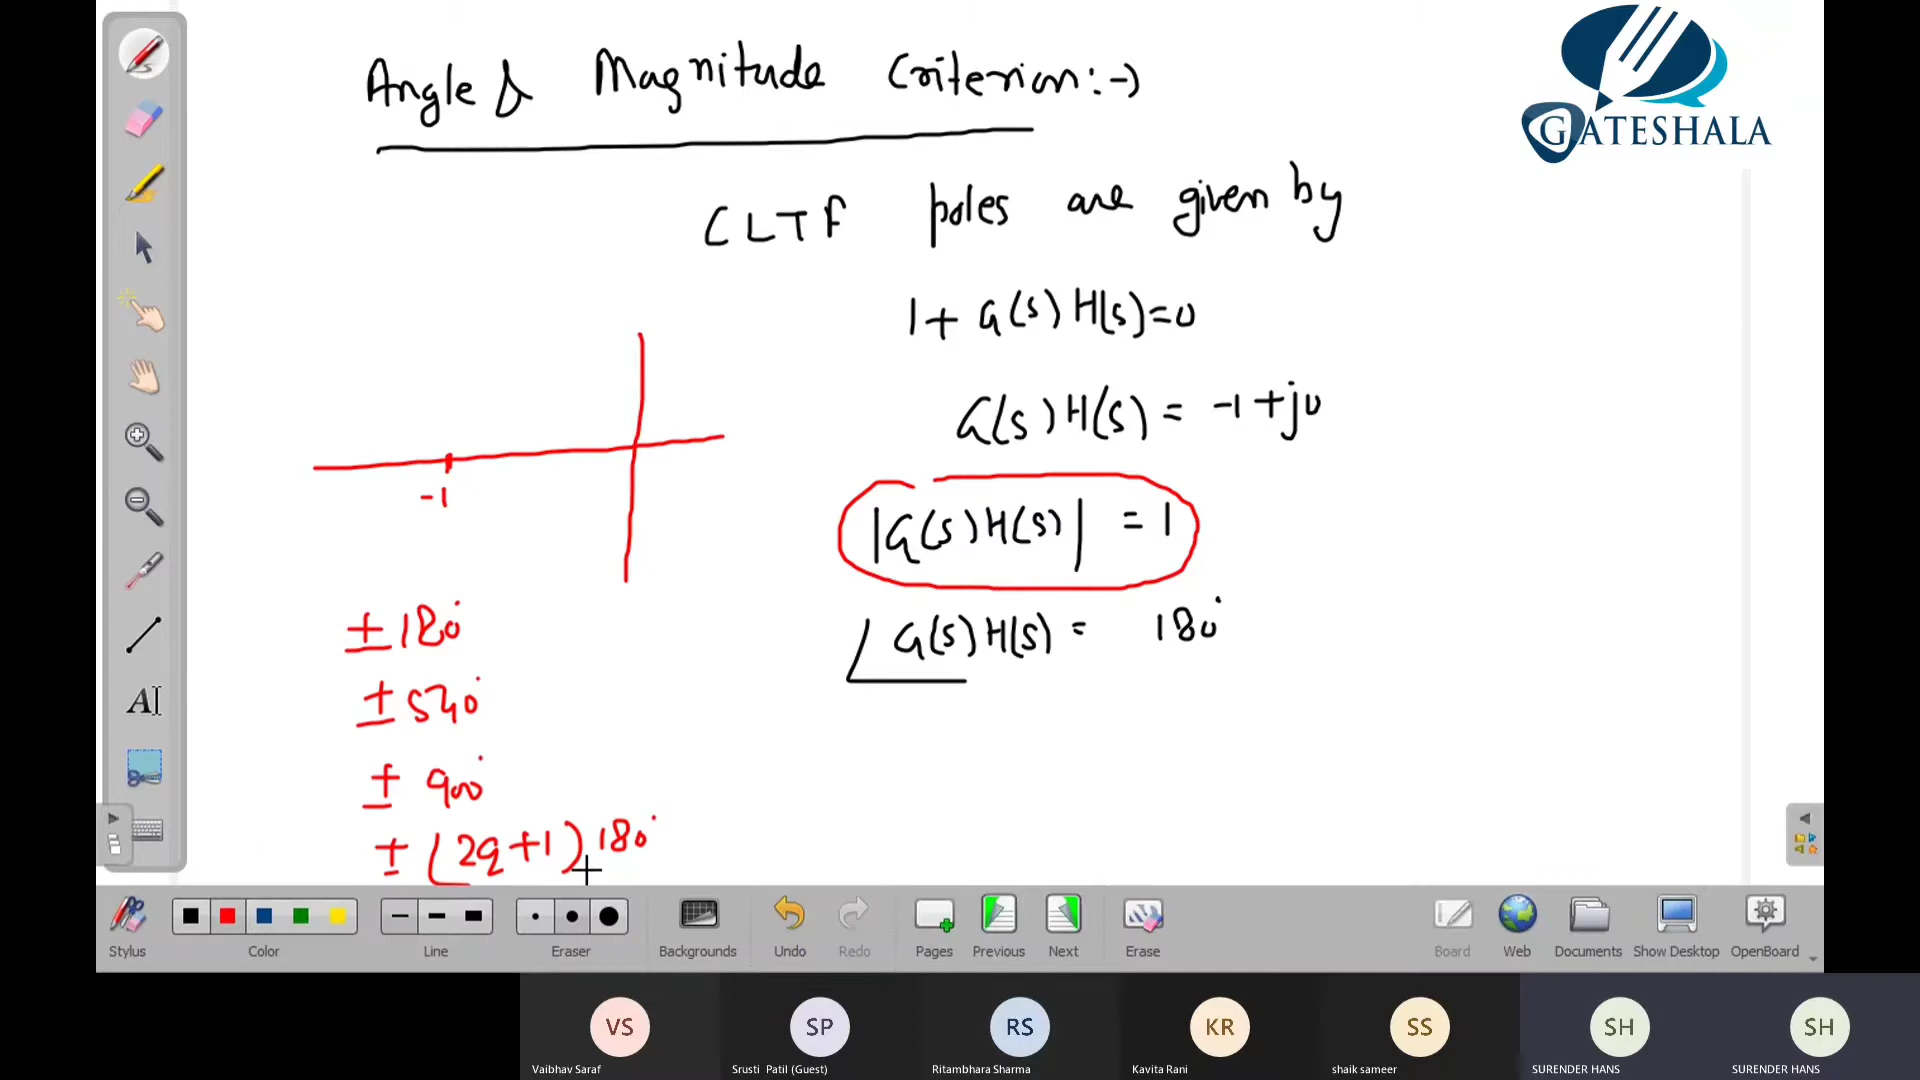 Angle & Magnitude Criterion:→
GATESHALA
CLTF poles are given by
1 + G(s) H(s) = 0
G(s) H(s) = -1 + j0
-1
|G(s) H(s)| = 1
∠G(s) H(s) = 180°
± 180°
± 540°
± 900°
± (2q + 1) 180°
Stylus
Color
Line
Eraser
Backgrounds
Undo
Redo
Pages
Previous
Next
Erase
Board
Web
Documents
Show Desktop
OpenBoard
VS
SP
RS
KR
SS
SH
SH
Vaibhav Saraf
Srusti Patil (Guest)
Ritambhara Sharma
Kavita Rani
shaik sameer
SURENDER HANS
SURENDER HANS